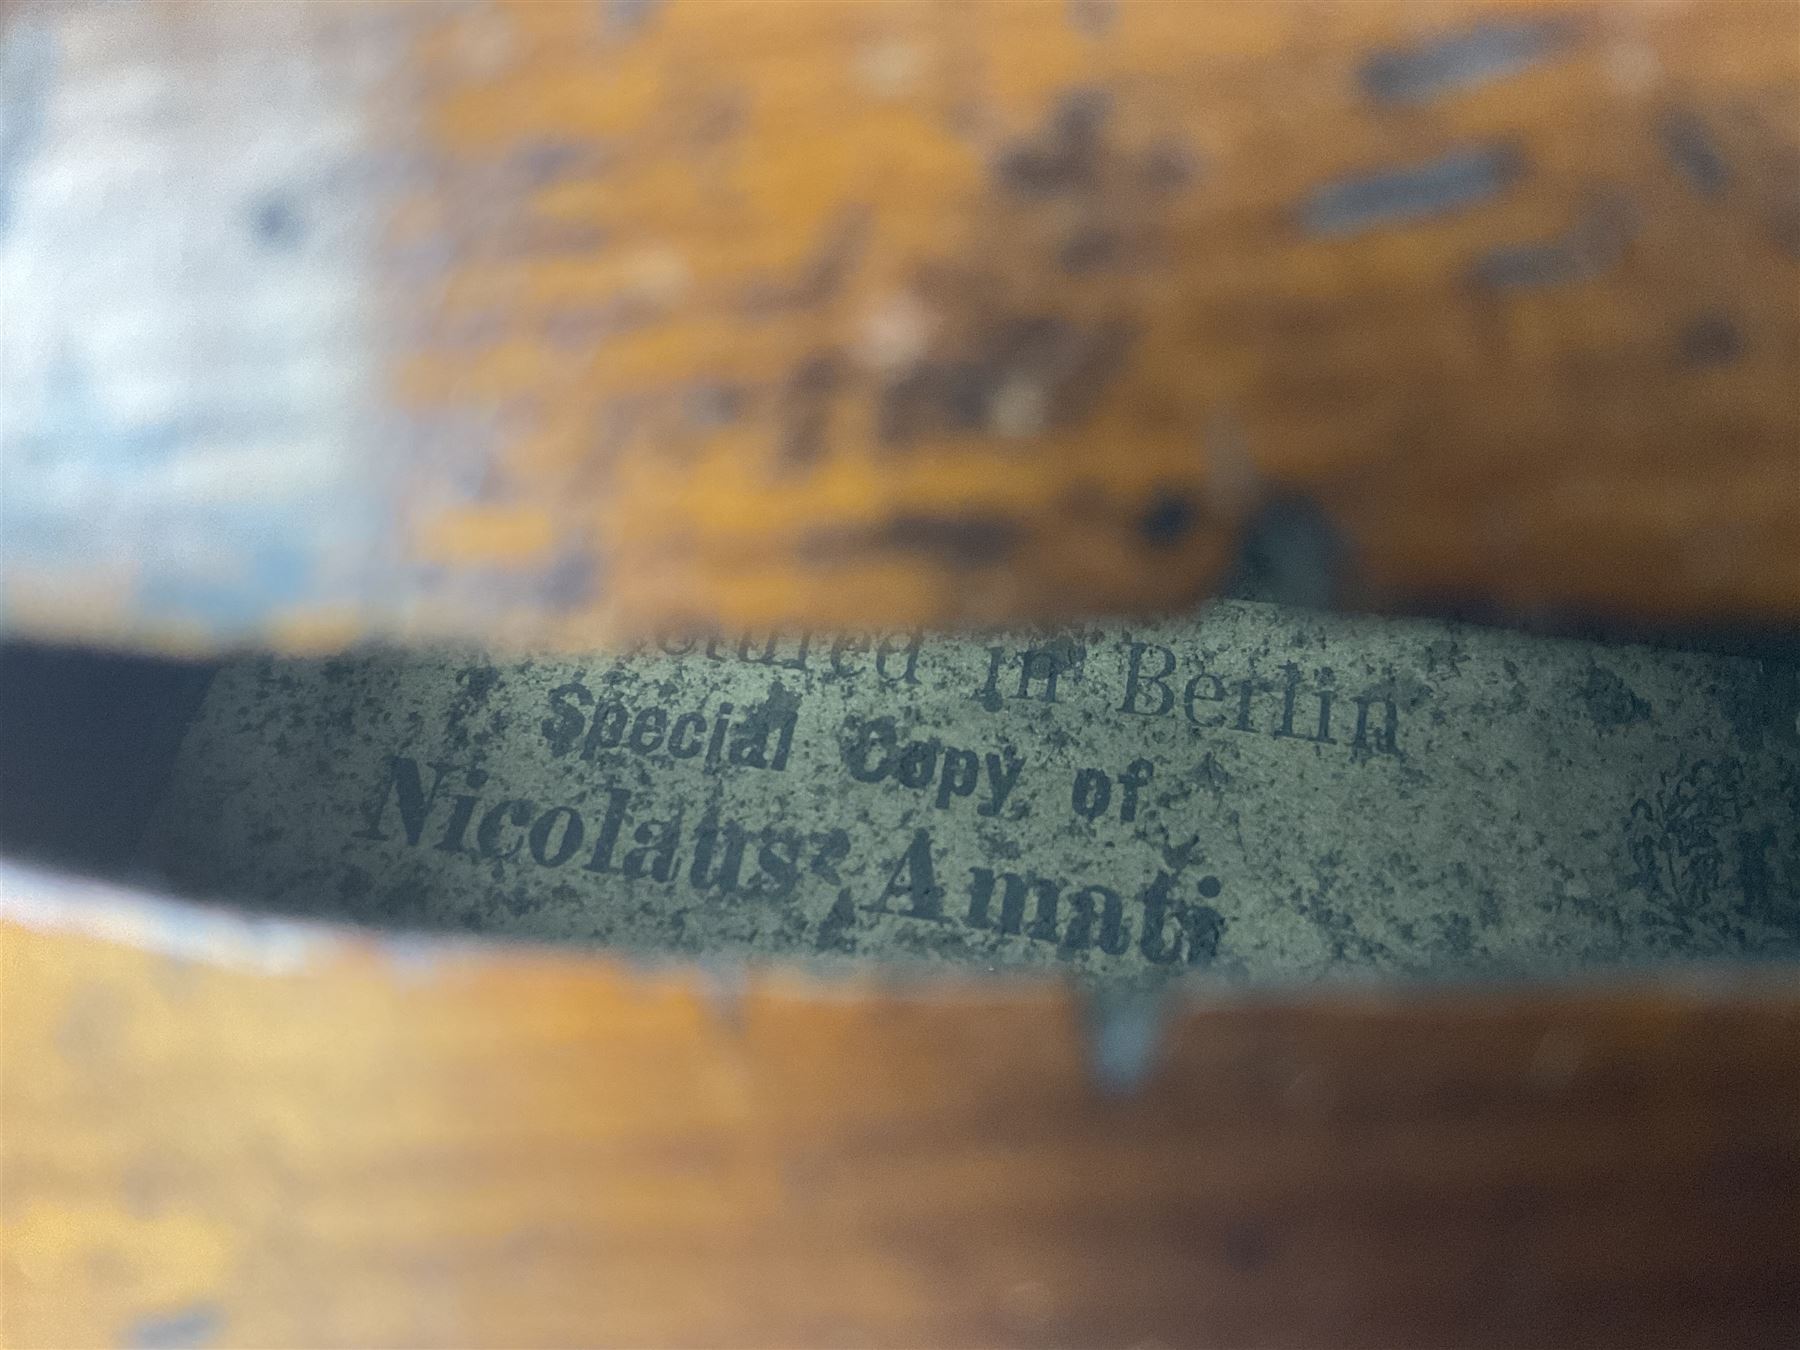 in Berlin
Special Copy of
Nicolaus Amati